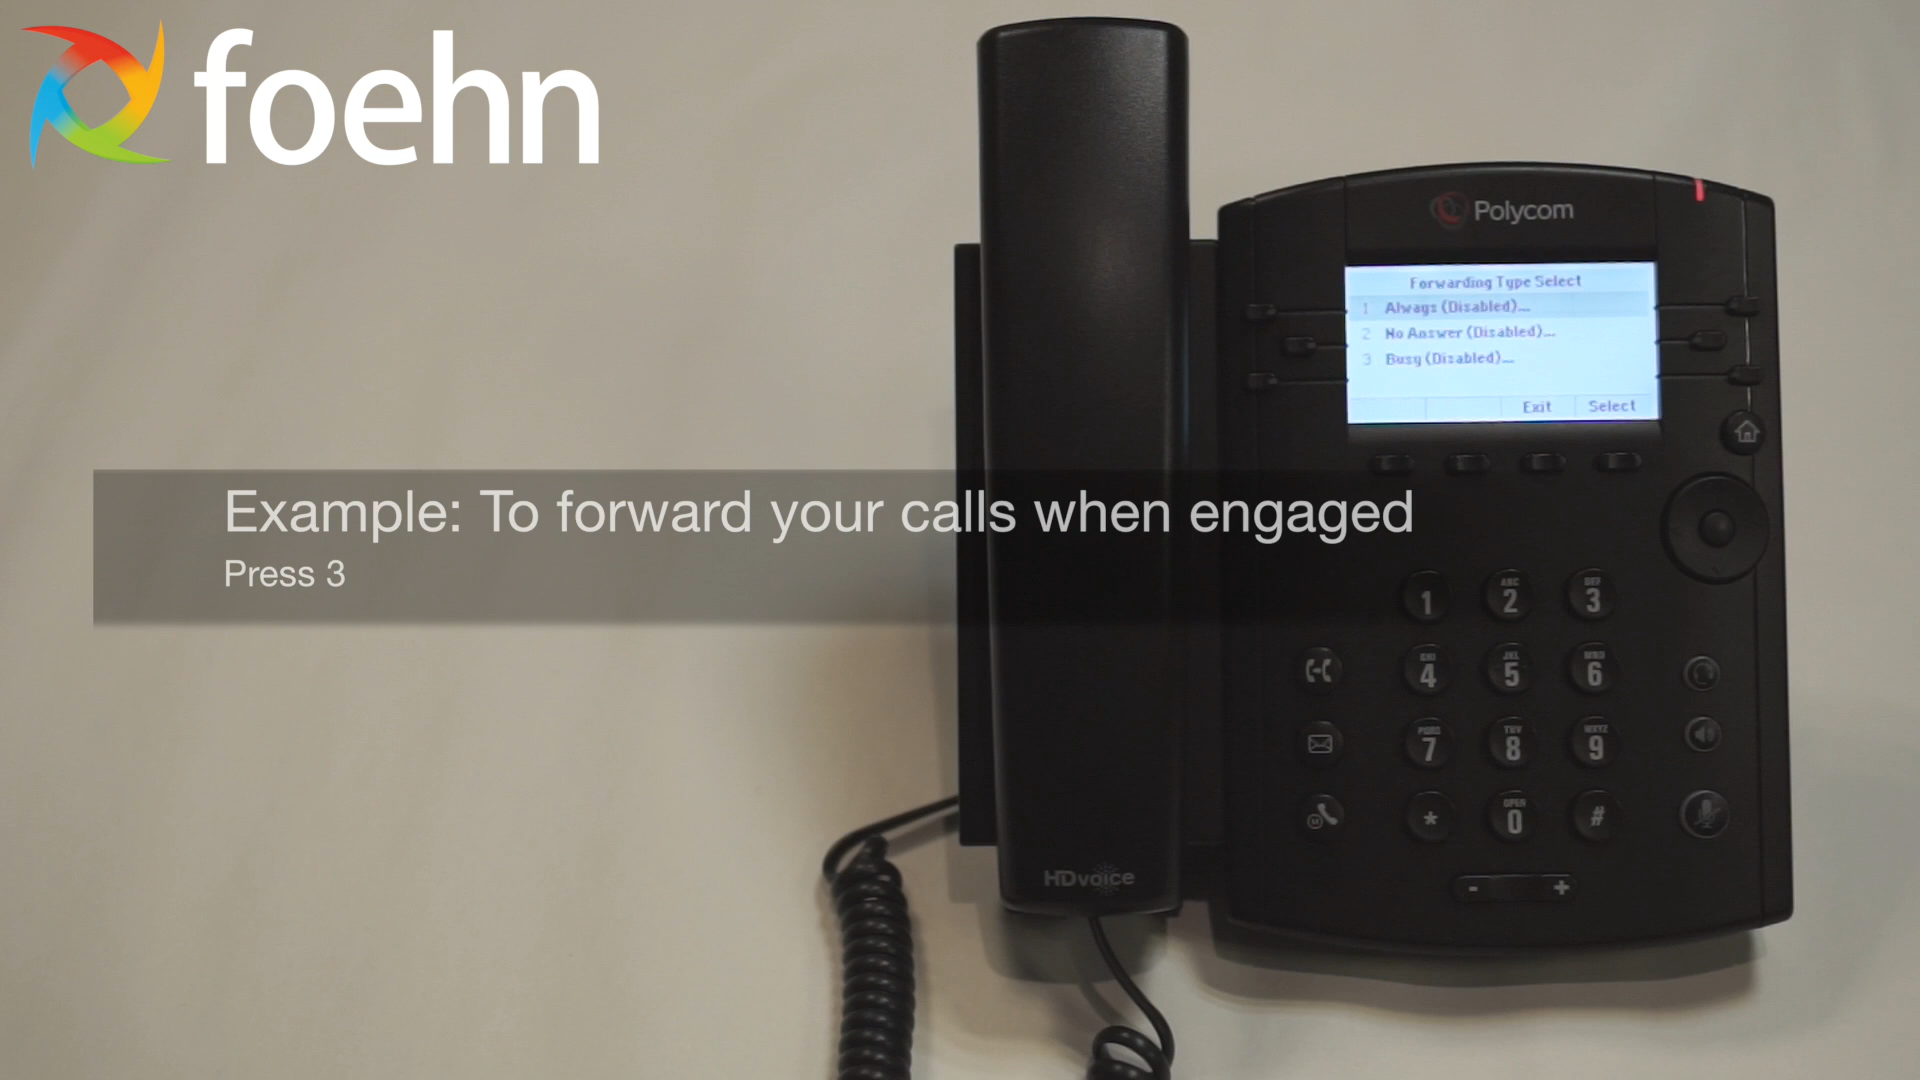 foehn
Polycom
Forwarding Type Select
1 Always (Disabled)...
2 No Answer (Disabled)...
3 Busy (Disabled)...
Exit Select
Example: To forward your calls when engaged
Press 3
1 ABC 2 DEF 3
GHI 4 JKL 5 MNO 6
PQRS 7 TUV 8 WXYZ 9
* OPER 0 #
HDvoice
- +